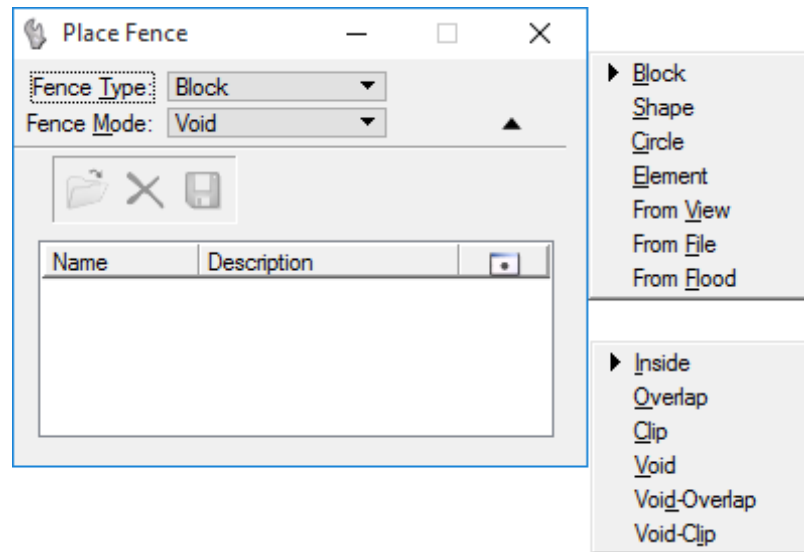 Place Fence
Fence Type: Block
Fence Mode: Void
Name Description
Block
Shape
Circle
Element
From View
From File
From Flood
Inside
Overlap
Clip
Void
Void-Overlap
Void-Clip